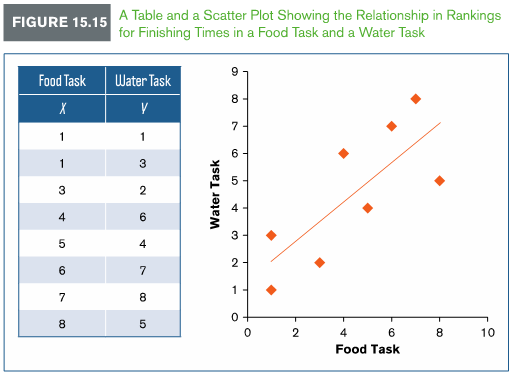 FIGURE 15.15
A Table and a Scatter Plot Showing the Relationship in Rankings
for Finishing Times in a Food Task and a Water Task
Food Task Water Task
X Y
1 1
1 3
3 2
4 6
5 4
6 7
7 8
8 5
Water Task
9
8
7
6
5
4
3
2
1
0
0 2 4 6 8 10
Food Task